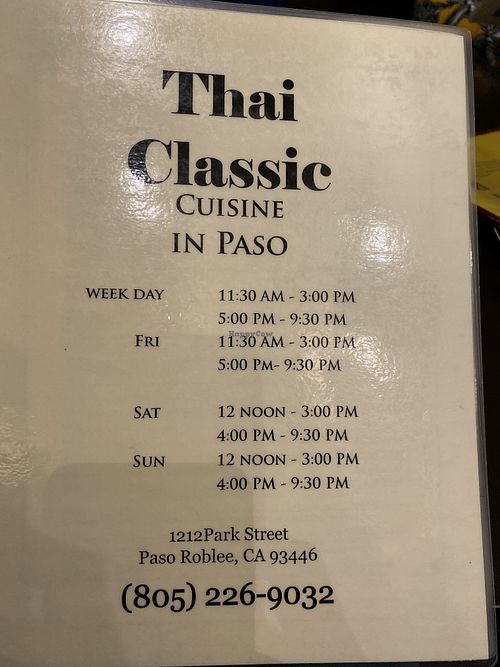 Thai
Classic
Cuisine
in Paso
Week Day 11:30 AM - 3:00 PM
5:00 PM - 9:30 PM
HappyCow
Fri 11:30 AM - 3:00 PM
5:00 PM- 9:30 PM
Sat 12 noon - 3:00 PM
4:00 PM - 9:30 PM
Sun 12 noon - 3:00 PM
4:00 PM - 9:30 PM
1212Park Street
Paso Roblee, CA 93446
(805) 226-9032